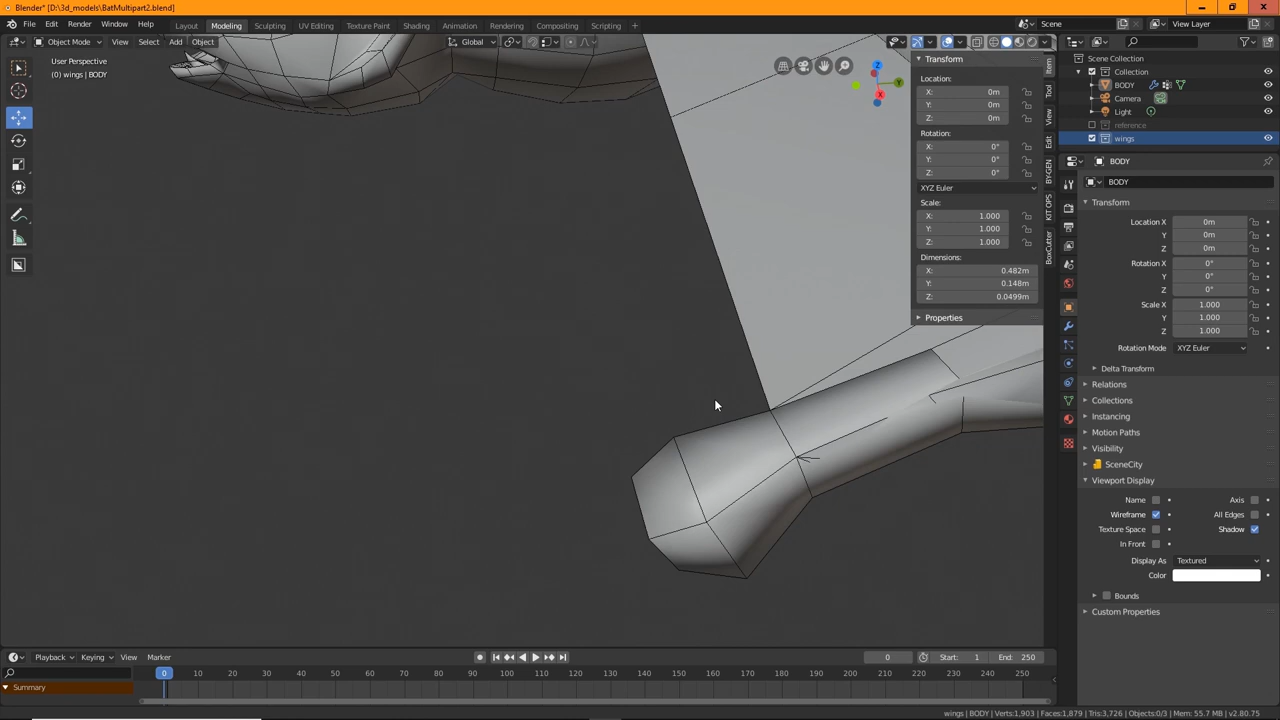 Blender* [D:\3d_models\BatMultipart2.blend]
File Edit Render Window Help Layout Modeling Sculpting UV Editing Texture Paint Shading Animation Rendering Compositing Scripting + Scene View Layer
Object Mode View Select Add Object Global
User Perspective
(0) wings | BODY
Transform
Location:
X: 0m
Y: 0m
Z: 0m
Rotation:
X: 0°
Y: 0°
Z: 0°
XYZ Euler
Scale:
X: 1.000
Y: 1.000
Z: 1.000
Dimensions:
X: 0.482m
Y: 0.148m
Z: 0.0499m
Properties
Item
Tool
View
Edit
BY-GEN
KIT OPS
BoxCutter
Z
Y
X
Scene Collection
Collection
BODY
Camera
Light
reference
wings
BODY
BODY
Transform
Location X 0m
Y 0m
Z 0m
Rotation X 0°
Y 0°
Z 0°
Scale X 1.000
Y 1.000
Z 1.000
Rotation Mode XYZ Euler
Delta Transform
Relations
Collections
Instancing
Motion Paths
Visibility
SceneCity
Viewport Display
Name Axis
Wireframe All Edges
Texture Space Shadow
In Front
Display As Textured
Color
Bounds
Custom Properties
Playback Keying View Marker 0 Start: 1 End: 250
0 10 20 30 40 50 60 70 80 90 100 110 120 130 140 150 160 170 180 190 200 210 220 230 240 250
Summary
wings | BODY | Verts:1,903 | Faces:1,879 | Tris:3,726 | Objects:0/3 | Mem: 55.7 MB | v2.80.75